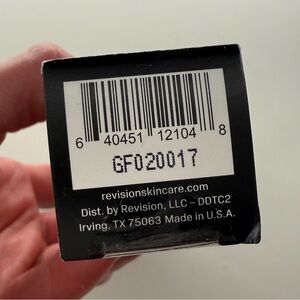 6 40451 12104 8
GF020017
revisionskincare.com
Dist. by Revision, LLC – DDTC2
Irving, TX 75063 Made in U.S.A.